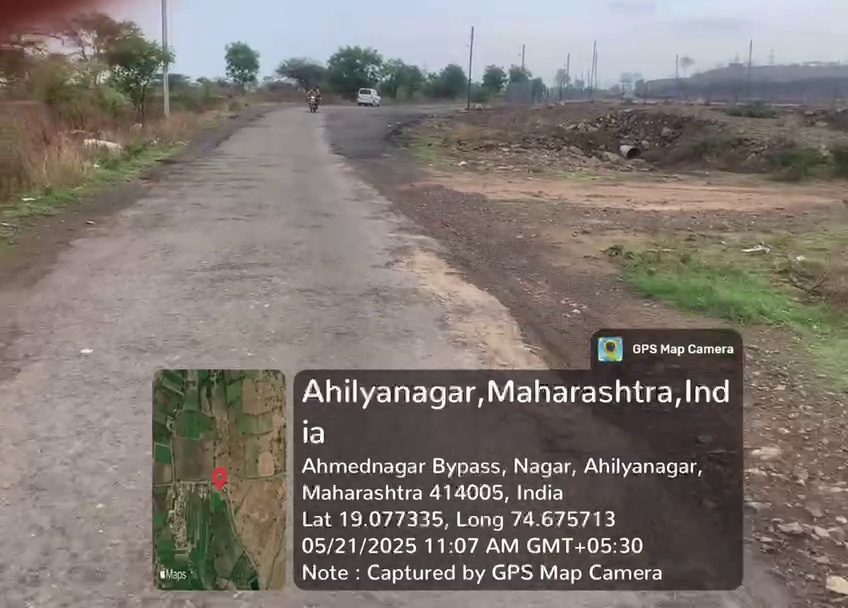 GPS Map Camera
Ahilyanagar,Maharashtra,Ind
ia
Ahmednagar Bypass, Nagar, Ahilyanagar,
Maharashtra 414005, India
Lat 19.077335, Long 74.675713
05/21/2025 11:07 AM GMT+05:30
Note : Captured by GPS Map Camera
Maps